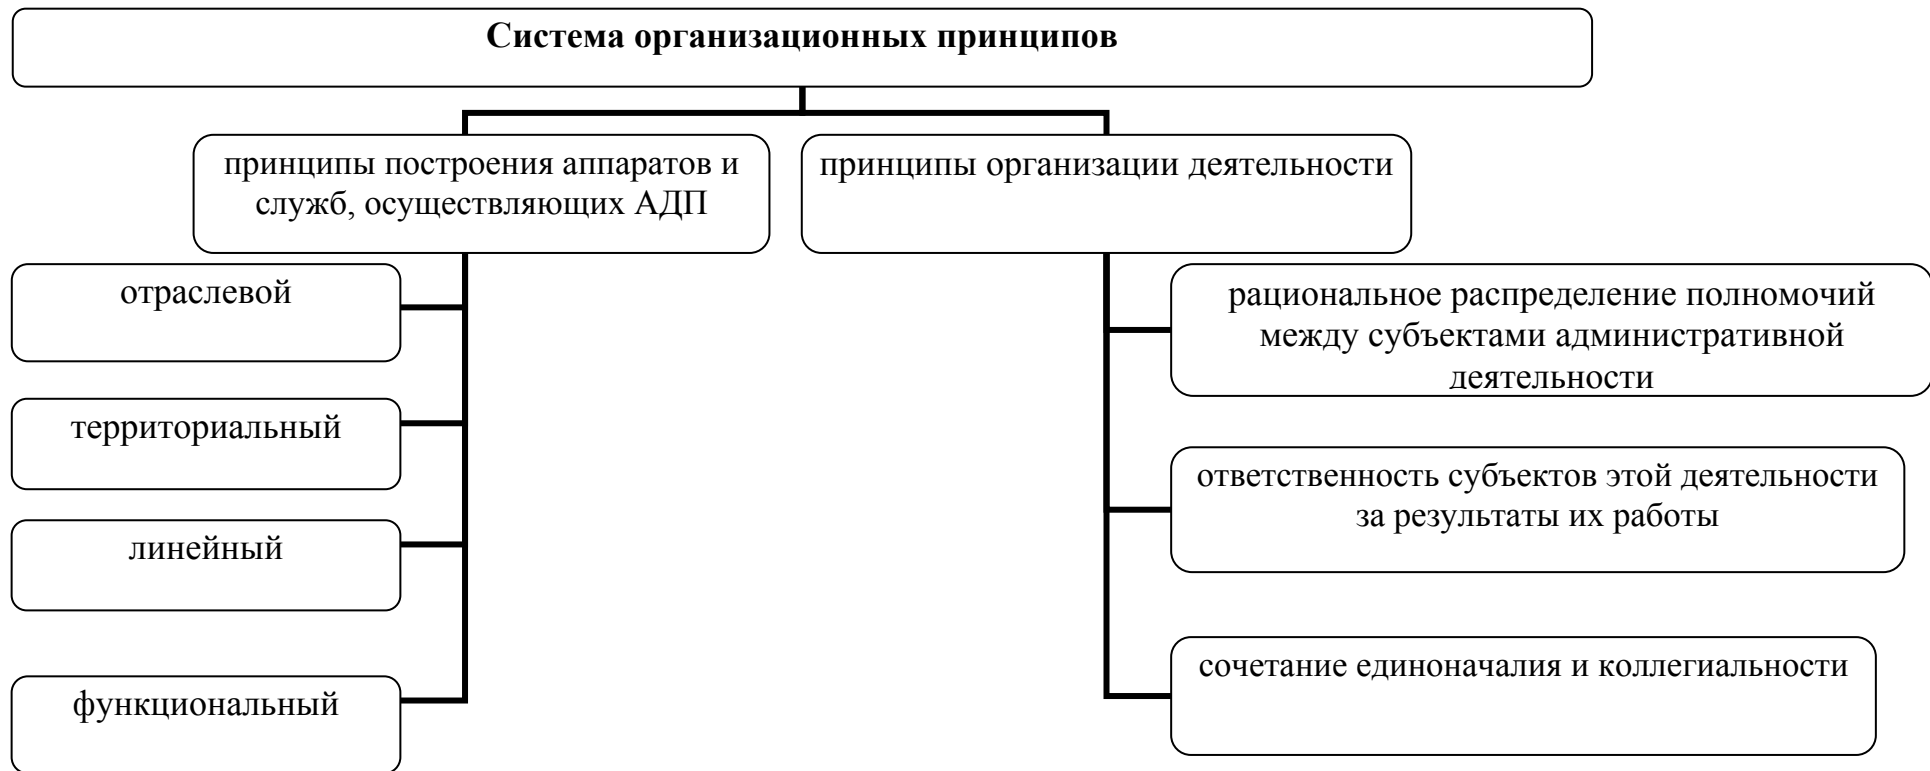 Система организационных принципов
принципы построения аппаратов и
служб, осуществляющих АДП
принципы организации деятельности
отраслевой
территориальный
линейный
функциональный
рациональное распределение полномочий
между субъектами административной
деятельности
ответственность субъектов этой деятельности
за результаты их работы
сочетание единоначалия и коллегиальности